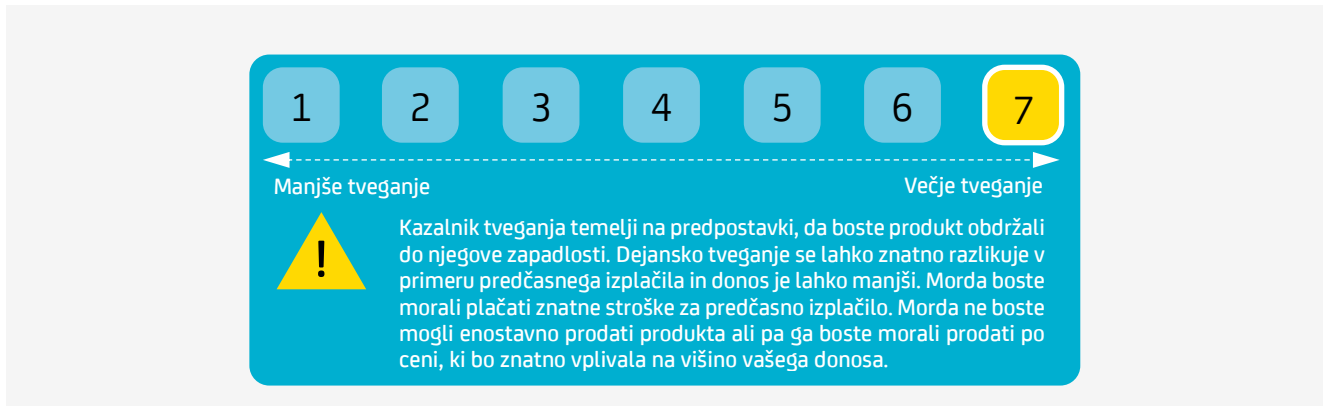 1 2 3 4 5 6 7
Manjše tveganje Večje tveganje
!
Kazalnik tveganja temelji na predpostavki, da boste produkt obdržali
do njegove zapadlosti. Dejansko tveganje se lahko znatno razlikuje v
primeru predčasnega izplačila in donos je lahko manjši. Morda boste
morali plačati znatne stroške za predčasno izplačilo. Morda ne boste
mogli enostavno prodati produkta ali pa ga boste morali prodati po
ceni, ki bo znatno vplivala na višino vašega donosa.